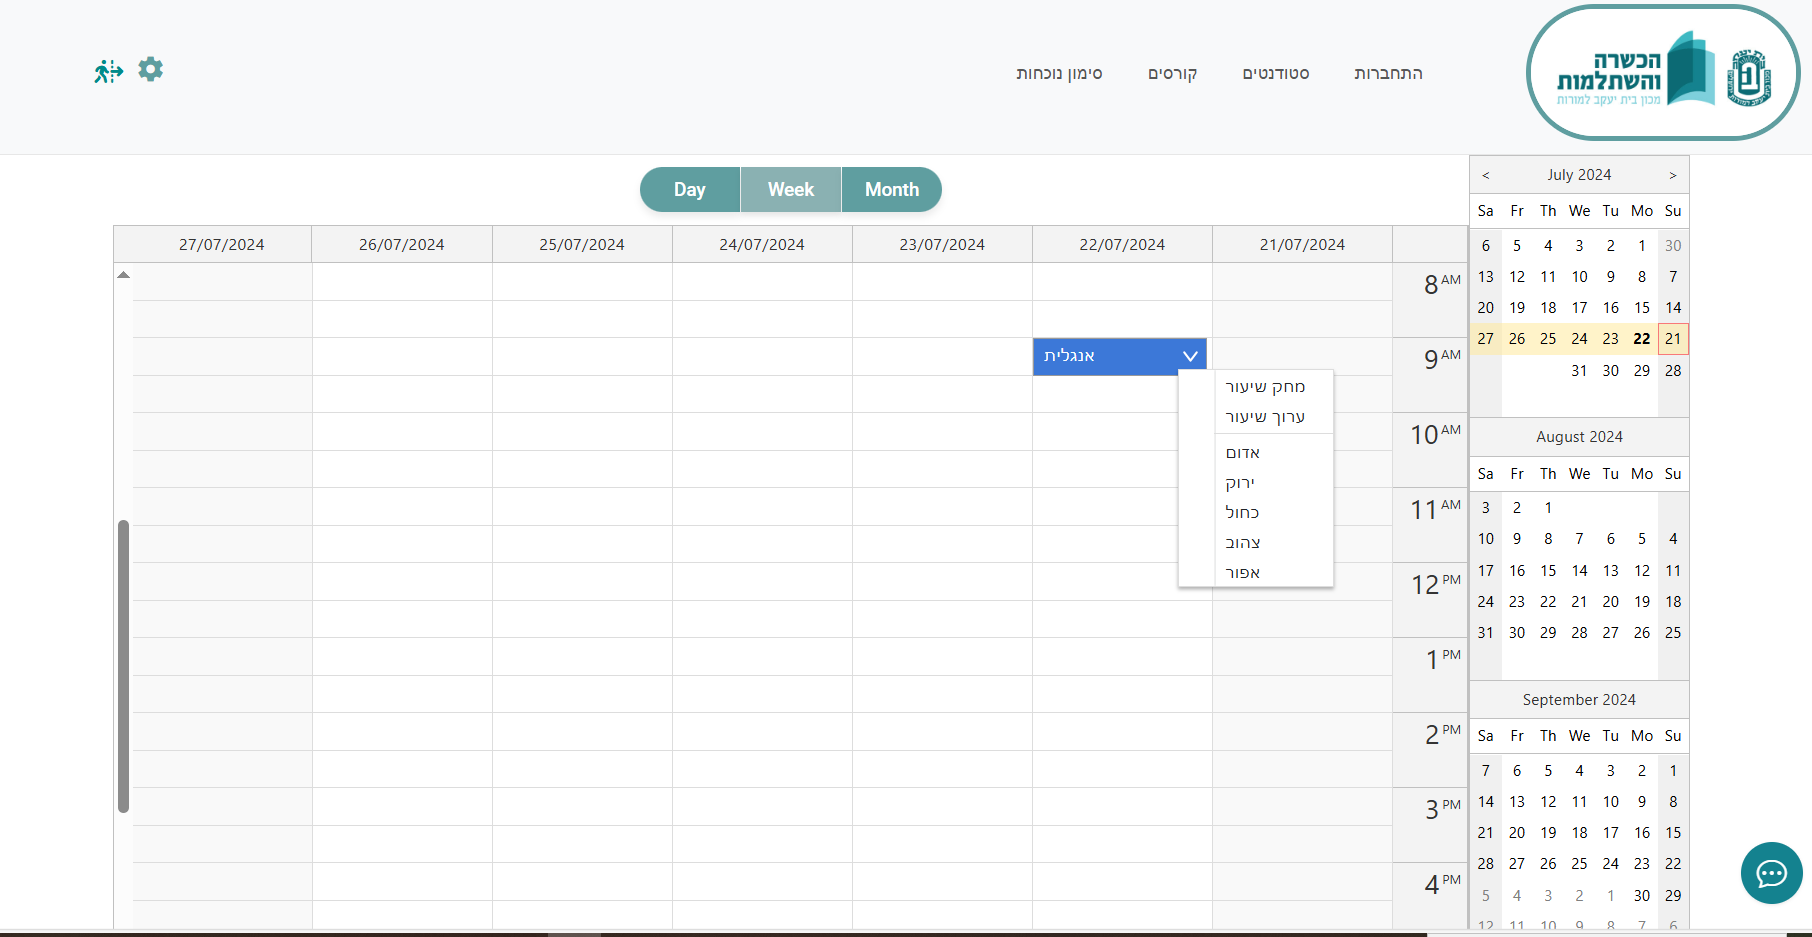 הכשרה
והשתלמות
מכון בית יעקב למורות
התחברות
סטודנטים
קורסים
סימון נוכחות
Day
Week
Month
27/07/2024 26/07/2024 25/07/2024 24/07/2024 23/07/2024 22/07/2024 21/07/2024
8 AM
9 AM
10 AM
11 AM
12 PM
1 PM
2 PM
3 PM
4 PM
אנגלית
מחק שיעור
ערוך שיעור
אדום
ירוק
כחול
צהוב
אפור
< July 2024 >
Sa Fr Th We Tu Mo Su
6 5 4 3 2 1 30
13 12 11 10 9 8 7
20 19 18 17 16 15 14
27 26 25 24 23 22 21
31 30 29 28
August 2024
Sa Fr Th We Tu Mo Su
3 2 1
10 9 8 7 6 5 4
17 16 15 14 13 12 11
24 23 22 21 20 19 18
31 30 29 28 27 26 25
September 2024
Sa Fr Th We Tu Mo Su
7 6 5 4 3 2 1
14 13 12 11 10 9 8
21 20 19 18 17 16 15
28 27 26 25 24 23 22
5 4 3 2 1 30 29
12 11 10 9 8 7 6